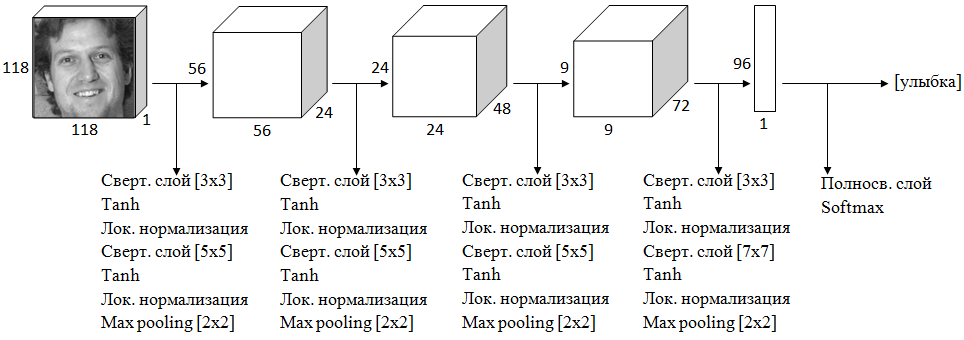 118
118
1
56
56
24
24
24
48
9
9
72
96
1
[улыбка]
Сверт. слой [3x3]
Tanh
Лок. нормализация
Сверт. слой [5x5]
Tanh
Лок. нормализация
Max pooling [2x2]
Сверт. слой [3x3]
Tanh
Лок. нормализация
Сверт. слой [5x5]
Tanh
Лок. нормализация
Max pooling [2x2]
Сверт. слой [3x3]
Tanh
Лок. нормализация
Сверт. слой [5x5]
Tanh
Лок. нормализация
Max pooling [2x2]
Сверт. слой [3x3]
Tanh
Лок. нормализация
Сверт. слой [7x7]
Tanh
Лок. нормализация
Max pooling [2x2]
Полносв. слой
Softmax